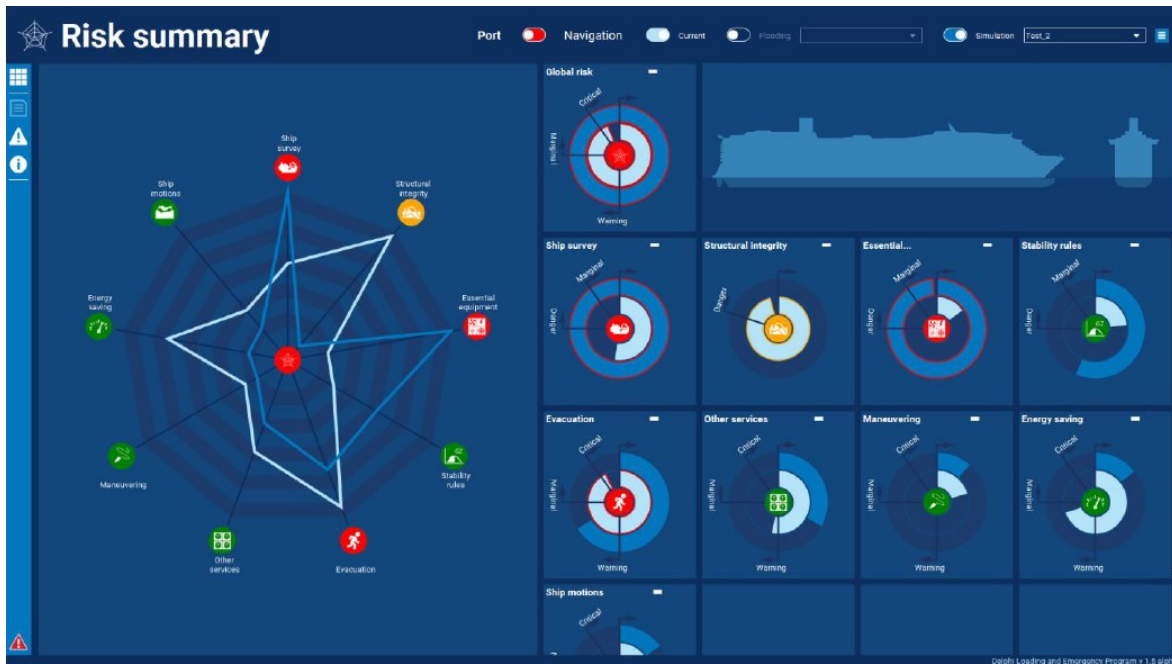 Risk summary
Port
Navigation
Current
Flooding
Simulation
Test_2
Ship
survey
Ship
motions
Structural
integrity
Energy
saving
Essential
equipment
Maneuvering
Stability
rules
Other
services
Evacuation
Global risk
Critical
Marginal
Warning
Ship survey
Marginal
Danger
Structural integrity
Danger
Essential...
Marginal
Danger
Stability rules
Marginal
Danger
Evacuation
Critical
Marginal
Warning
Other services
Critical
Marginal
Warning
Maneuvering
Critical
Marginal
Warning
Energy saving
Critical
Marginal
Warning
Ship motions
Critical
Delphi Loading and Emergency Program v 1.5